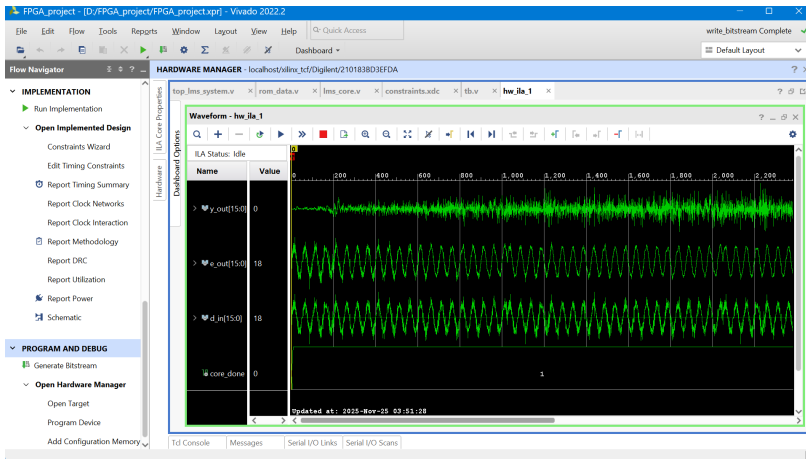 FPGA_project - [D:/FPGA_project/FPGA_project.xpr] - Vivado 2022.2
File Edit Flow Tools Reports Window Layout View Help Q- Quick Access
write_bitstream Complete
Dashboard
Default Layout
Flow Navigator
HARDWARE MANAGER - localhost/xilinx_tcf/Digilent/210183BD3EFDA
IMPLEMENTATION
Run Implementation
Open Implemented Design
Constraints Wizard
Edit Timing Constraints
Report Timing Summary
Report Clock Networks
Report Clock Interaction
Report Methodology
Report DRC
Report Utilization
Report Power
Schematic
PROGRAM AND DEBUG
Generate Bitstream
Open Hardware Manager
Open Target
Program Device
Add Configuration Memory
ILA Core Properties
Hardware
Dashboard Options
top_lms_system.v rom_data.v lms_core.v constraints.xdc tb.v hw_ila_1
Waveform - hw_ila_1
ILA Status: Idle
Name Value
0 200 400 600 800 1,000 1,200 1,400 1,600 1,800 2,000 2,200
y_out[15:0] 0
e_out[15:0] 18
d_in[15:0] 18
core_done 0 1
Updated at: 2025-Nov-25 03:51:28
Tcl Console Messages Serial I/O Links Serial I/O Scans